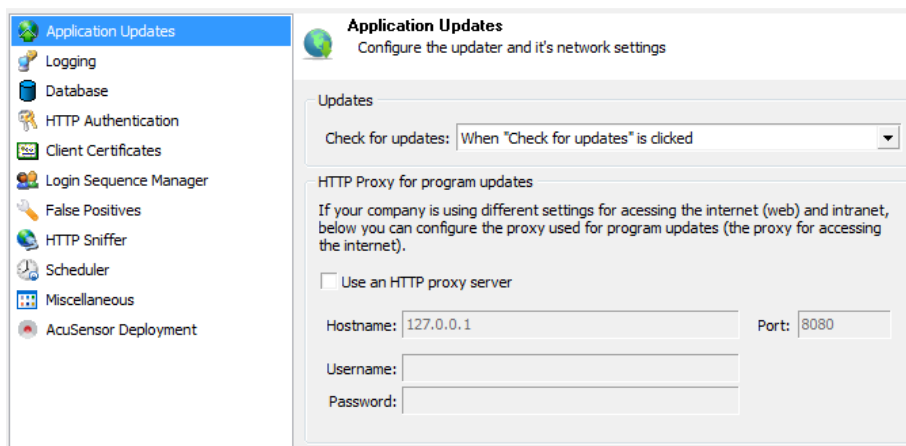 Application Updates
Logging
Database
HTTP Authentication
Client Certificates
Login Sequence Manager
False Positives
HTTP Sniffer
Scheduler
Miscellaneous
AcuSensor Deployment
Application Updates
Configure the updater and it's network settings
Updates
Check for updates: When "Check for updates" is clicked
HTTP Proxy for program updates
If your company is using different settings for acessing the internet (web) and intranet,
below you can configure the proxy used for program updates (the proxy for accessing
the internet).
Use an HTTP proxy server
Hostname: 127.0.0.1 Port: 8080
Username:
Password: